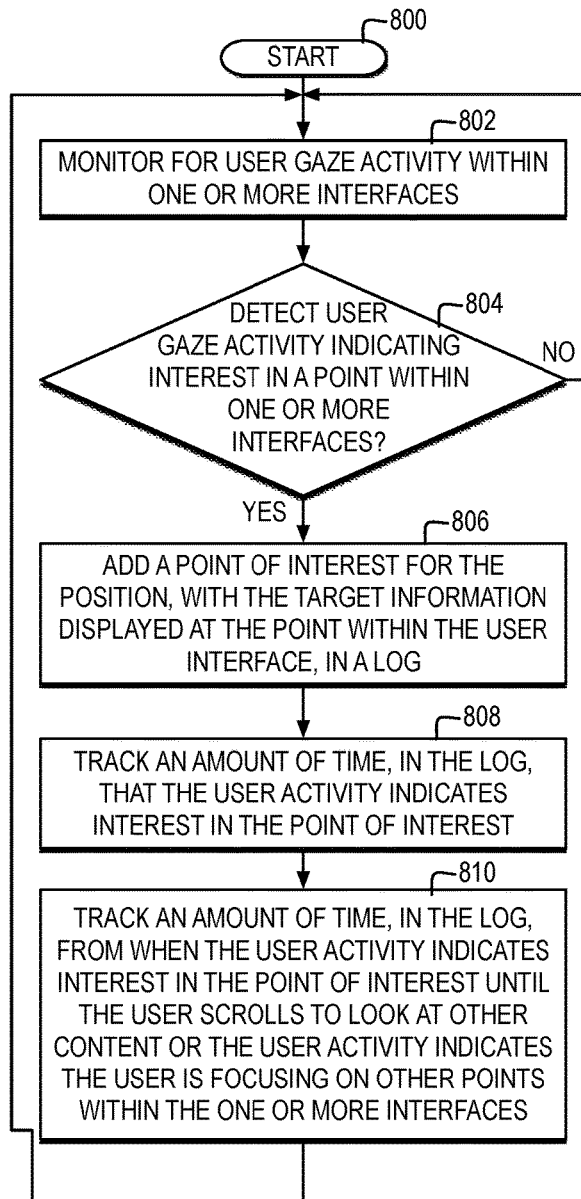 800
START
802
MONITOR FOR USER GAZE ACTIVITY WITHIN
ONE OR MORE INTERFACES
804
DETECT USER
GAZE ACTIVITY INDICATING
INTEREST IN A POINT WITHIN
ONE OR MORE
INTERFACES?
NO
YES
806
ADD A POINT OF INTEREST FOR THE
POSITION, WITH THE TARGET INFORMATION
DISPLAYED AT THE POINT WITHIN THE USER
INTERFACE, IN A LOG
808
TRACK AN AMOUNT OF TIME, IN THE LOG,
THAT THE USER ACTIVITY INDICATES
INTEREST IN THE POINT OF INTEREST
810
TRACK AN AMOUNT OF TIME, IN THE LOG,
FROM WHEN THE USER ACTIVITY INDICATES
INTEREST IN THE POINT OF INTEREST UNTIL
THE USER SCROLLS TO LOOK AT OTHER
CONTENT OR THE USER ACTIVITY INDICATES
THE USER IS FOCUSING ON OTHER POINTS
WITHIN THE ONE OR MORE INTERFACES